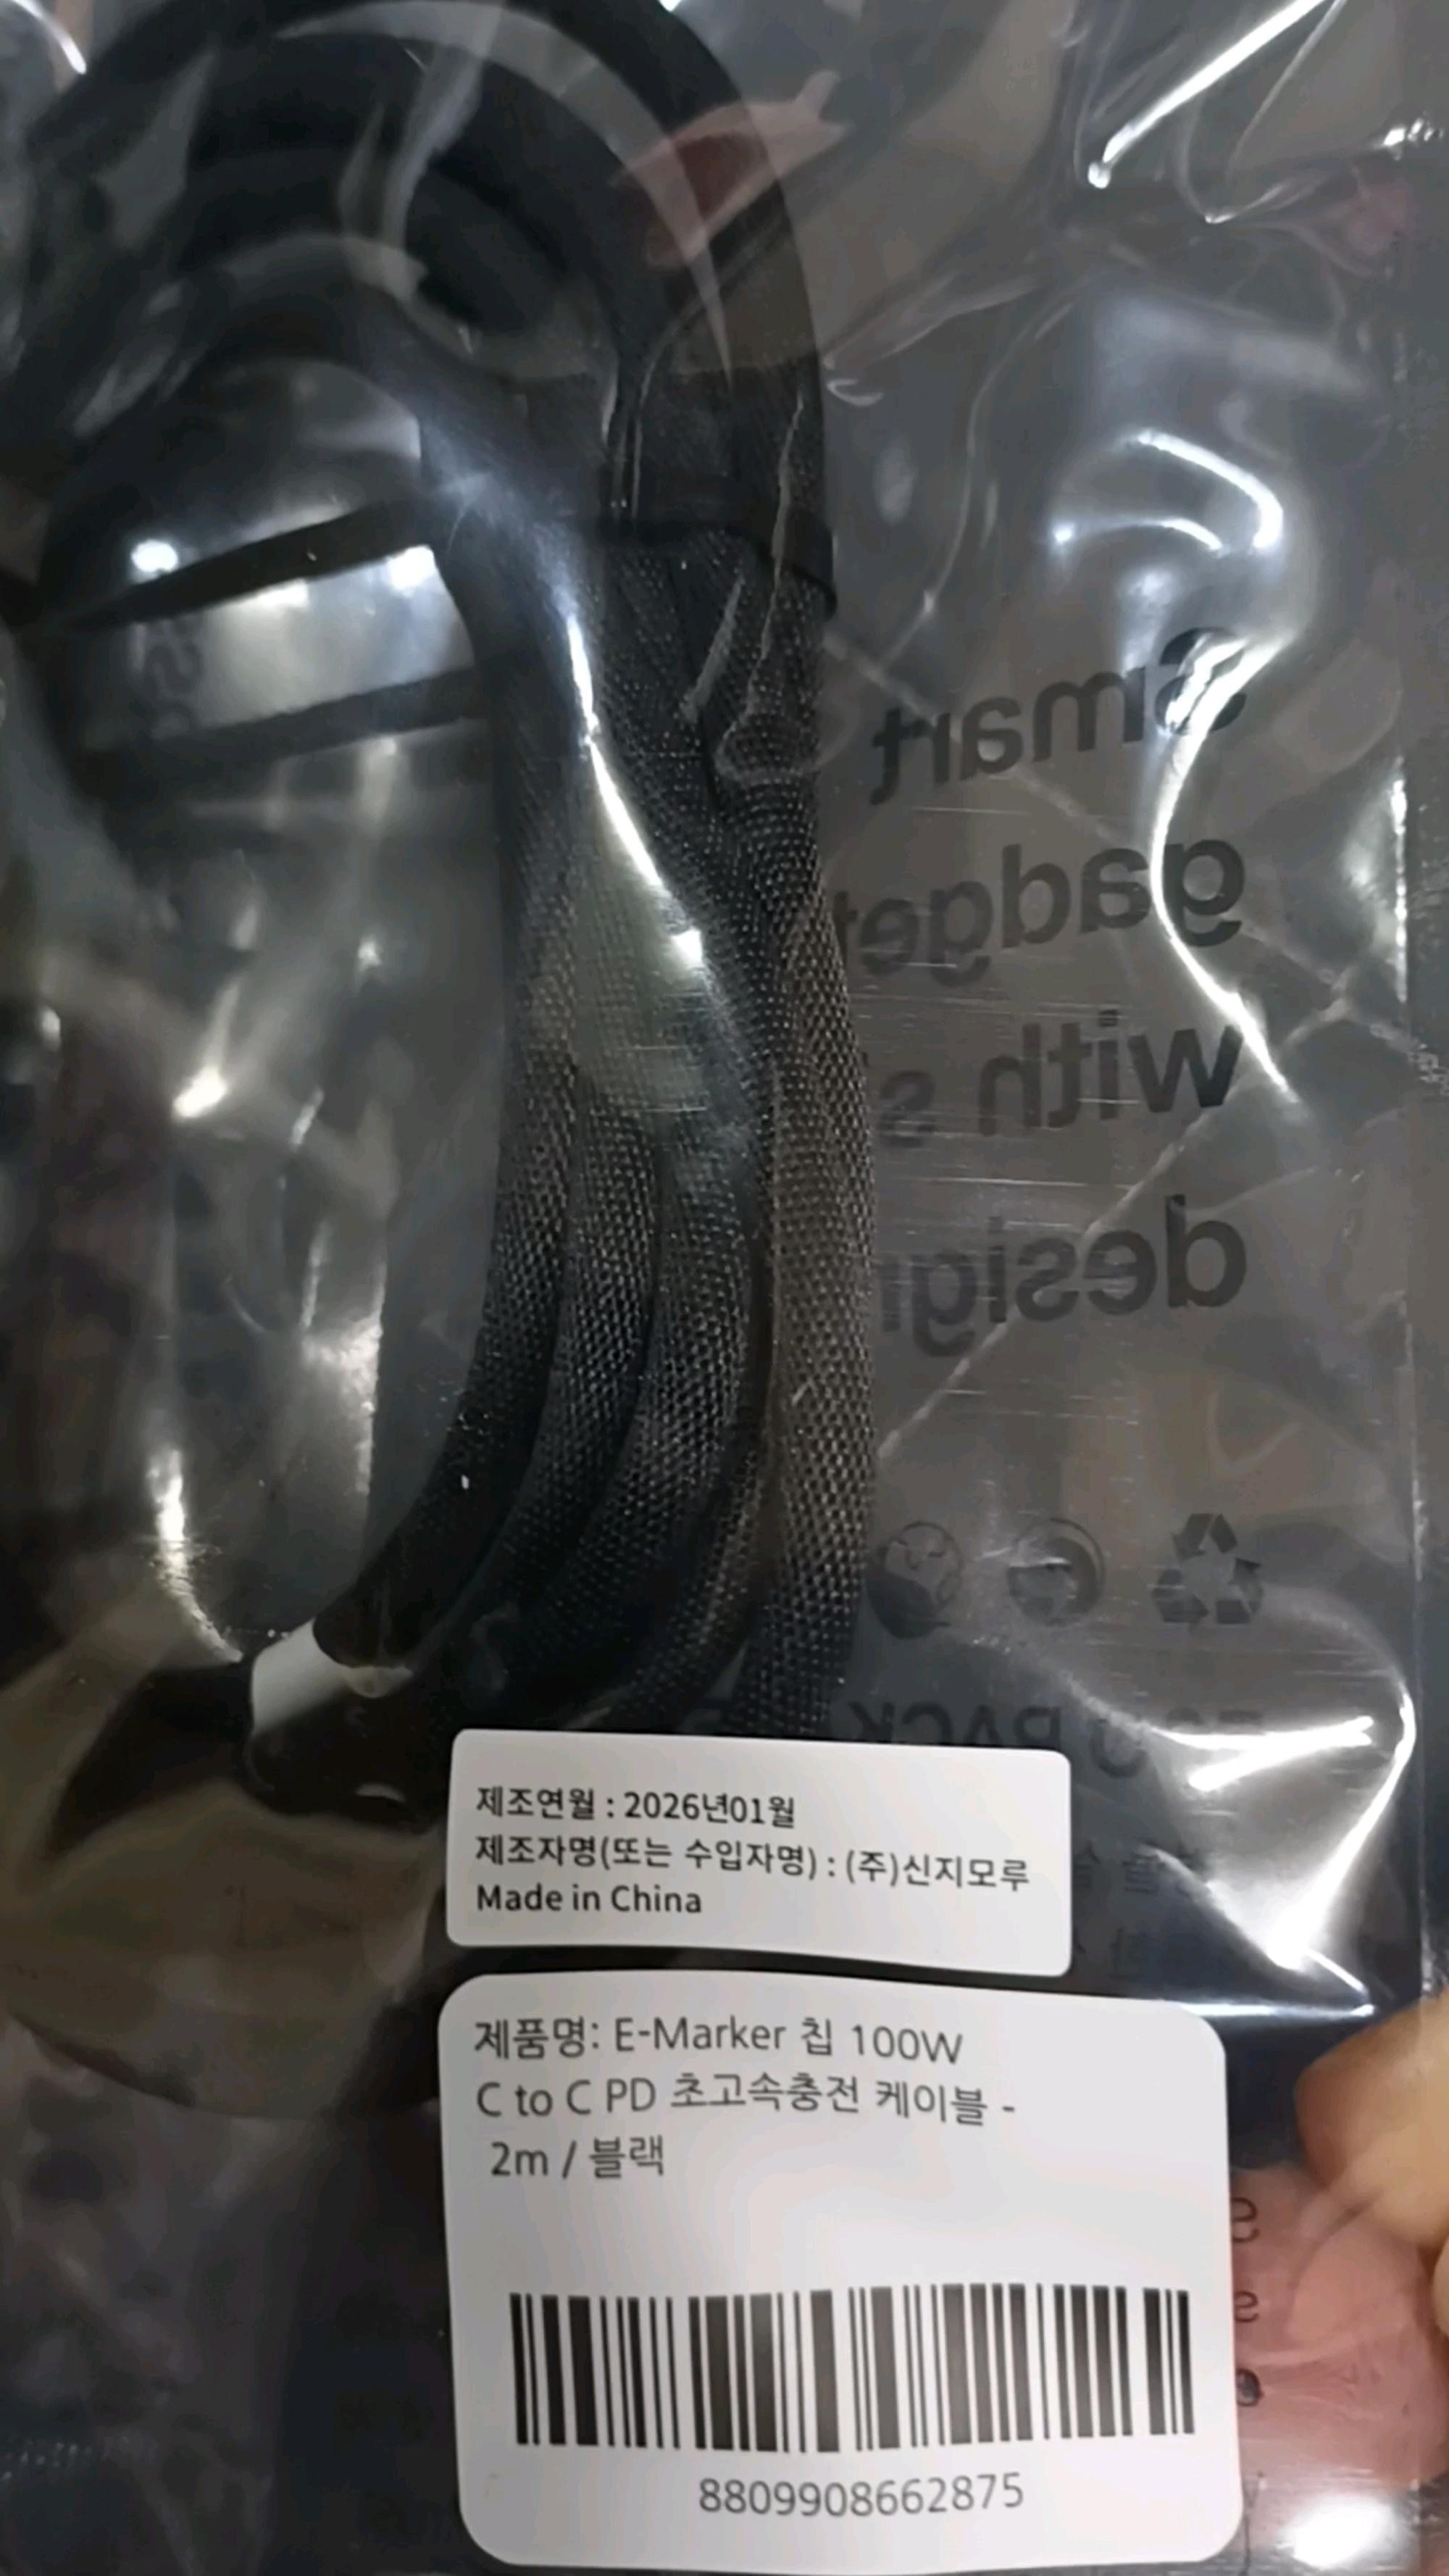 smart
gadget
with s
desig
PACK
제조연월 : 2026년01월
제조자명(또는 수입자명) : (주)신지모루
Made in China
제품명: E-Marker 칩 100W
C to C PD 초고속충전 케이블 -
2m / 블랙
8809908662875